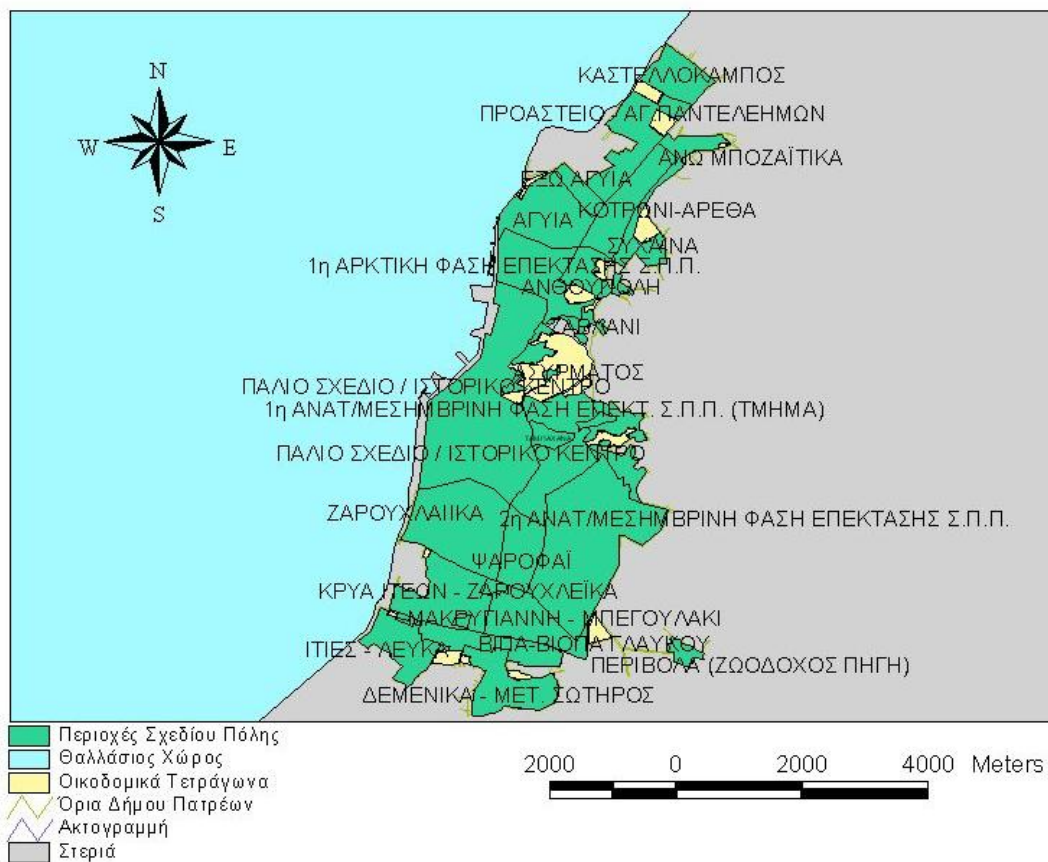 ΚΑΣΤΕΛΛΟΚΑΜΠΟΣ
N
ΠΡΟΑΣΤΕΙΟ - ΑΓ.ΠΑΝΤΕΛΕΗΜΩΝ
W
E
ΑΝΩ ΜΠΟΖΑΪΤΙΚΑ
ΕΞΩ ΑΓΥΙΑ
S
ΑΓΥΙΑ
ΚΟΤΡΩΝΙ-ΑΡΕΘΑ
ΣΥΧΑΙΝΑ
1η ΑΡΚΤΙΚΗ ΦΑΣΗ ΕΠΕΚΤΑΣΗΣ Σ.Π.Π.
ΑΝΘΟΥΠΟΛΗ
ΖΑΒΛΑΝΙ
ΑΣΥΡΜΑΤΟΣ
ΠΑΛΙΟ ΣΧΕΔΙΟ / ΙΣΤΟΡΙΚΟ ΚΕΝΤΡΟ
1η ΑΝΑΤ/ΜΕΣΗΜΒΡΙΝΗ ΦΑΣΗ ΕΠΕΚΤ. Σ.Π.Π. (ΤΜΗΜΑ)
ΠΑΛΙΟ ΣΧΕΔΙΟ / ΙΣΤΟΡΙΚΟ ΚΕΝΤΡΟ
ΖΑΡΟΥΧΛΑΙΙΚΑ
2η ΑΝΑΤ/ΜΕΣΗΜΒΡΙΝΗ ΦΑΣΗ ΕΠΕΚΤΑΣΗΣ Σ.Π.Π.
ΨΑΡΟΦΑΪ
ΚΡΥΑ ΙΤΕΩΝ - ΖΑΡΟΥΧΛΕΪΚΑ
ΜΑΚΡΥΓΙΑΝΝΗ - ΜΠΕΓΟΥΛΑΚΙ
ΙΤΙΕΣ - ΛΕΥΚΑ
ΒΙΠΑ-ΒΙΟΠΑ ΓΛΑΥΚΟΥ
ΠΕΡΙΒΟΛΑ (ΖΩΟΔΟΧΟΣ ΠΗΓΗ)
ΔΕΜΕΝΙΚΑ - ΜΕΤ. ΣΩΤΗΡΟΣ
Περιοχές Σχεδίου Πόλης
Θαλλάσιος Χώρος
Οικοδομικά Τετράγωνα
Όρια Δήμου Πατρέων
Ακτογραμμή
Στεριά
2000 0 2000 4000 Meters